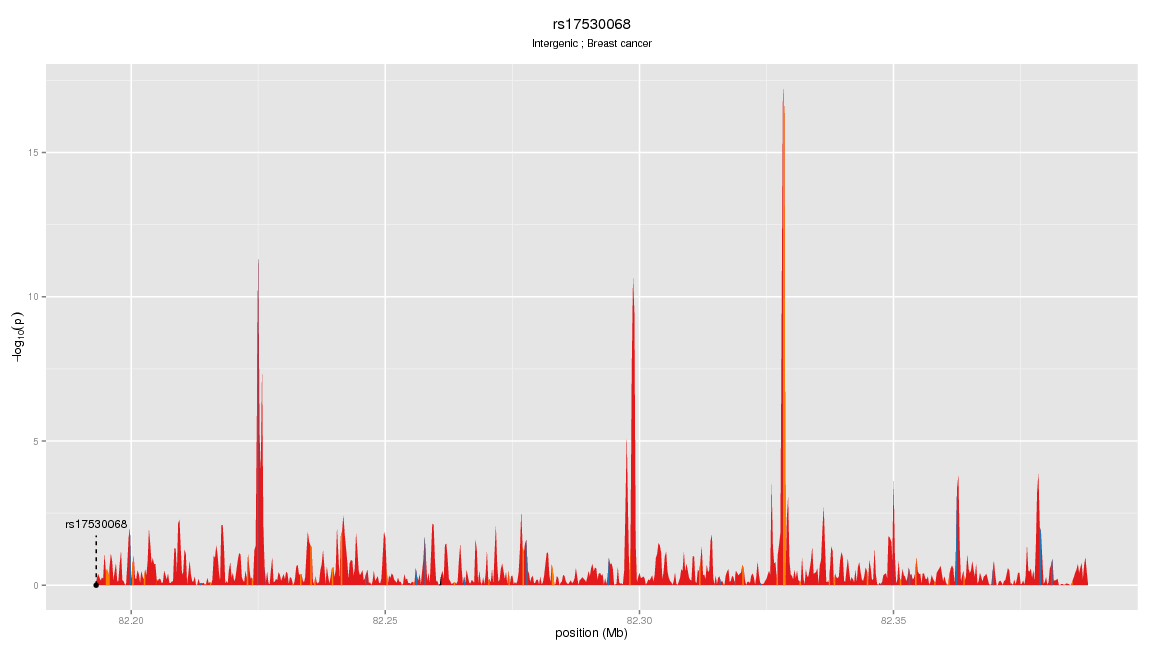 rs17530068
Intergenic ; Breast cancer
−log10(p)
15
10
5
0
rs17530068
82.20
82.25
82.30
82.35
position (Mb)